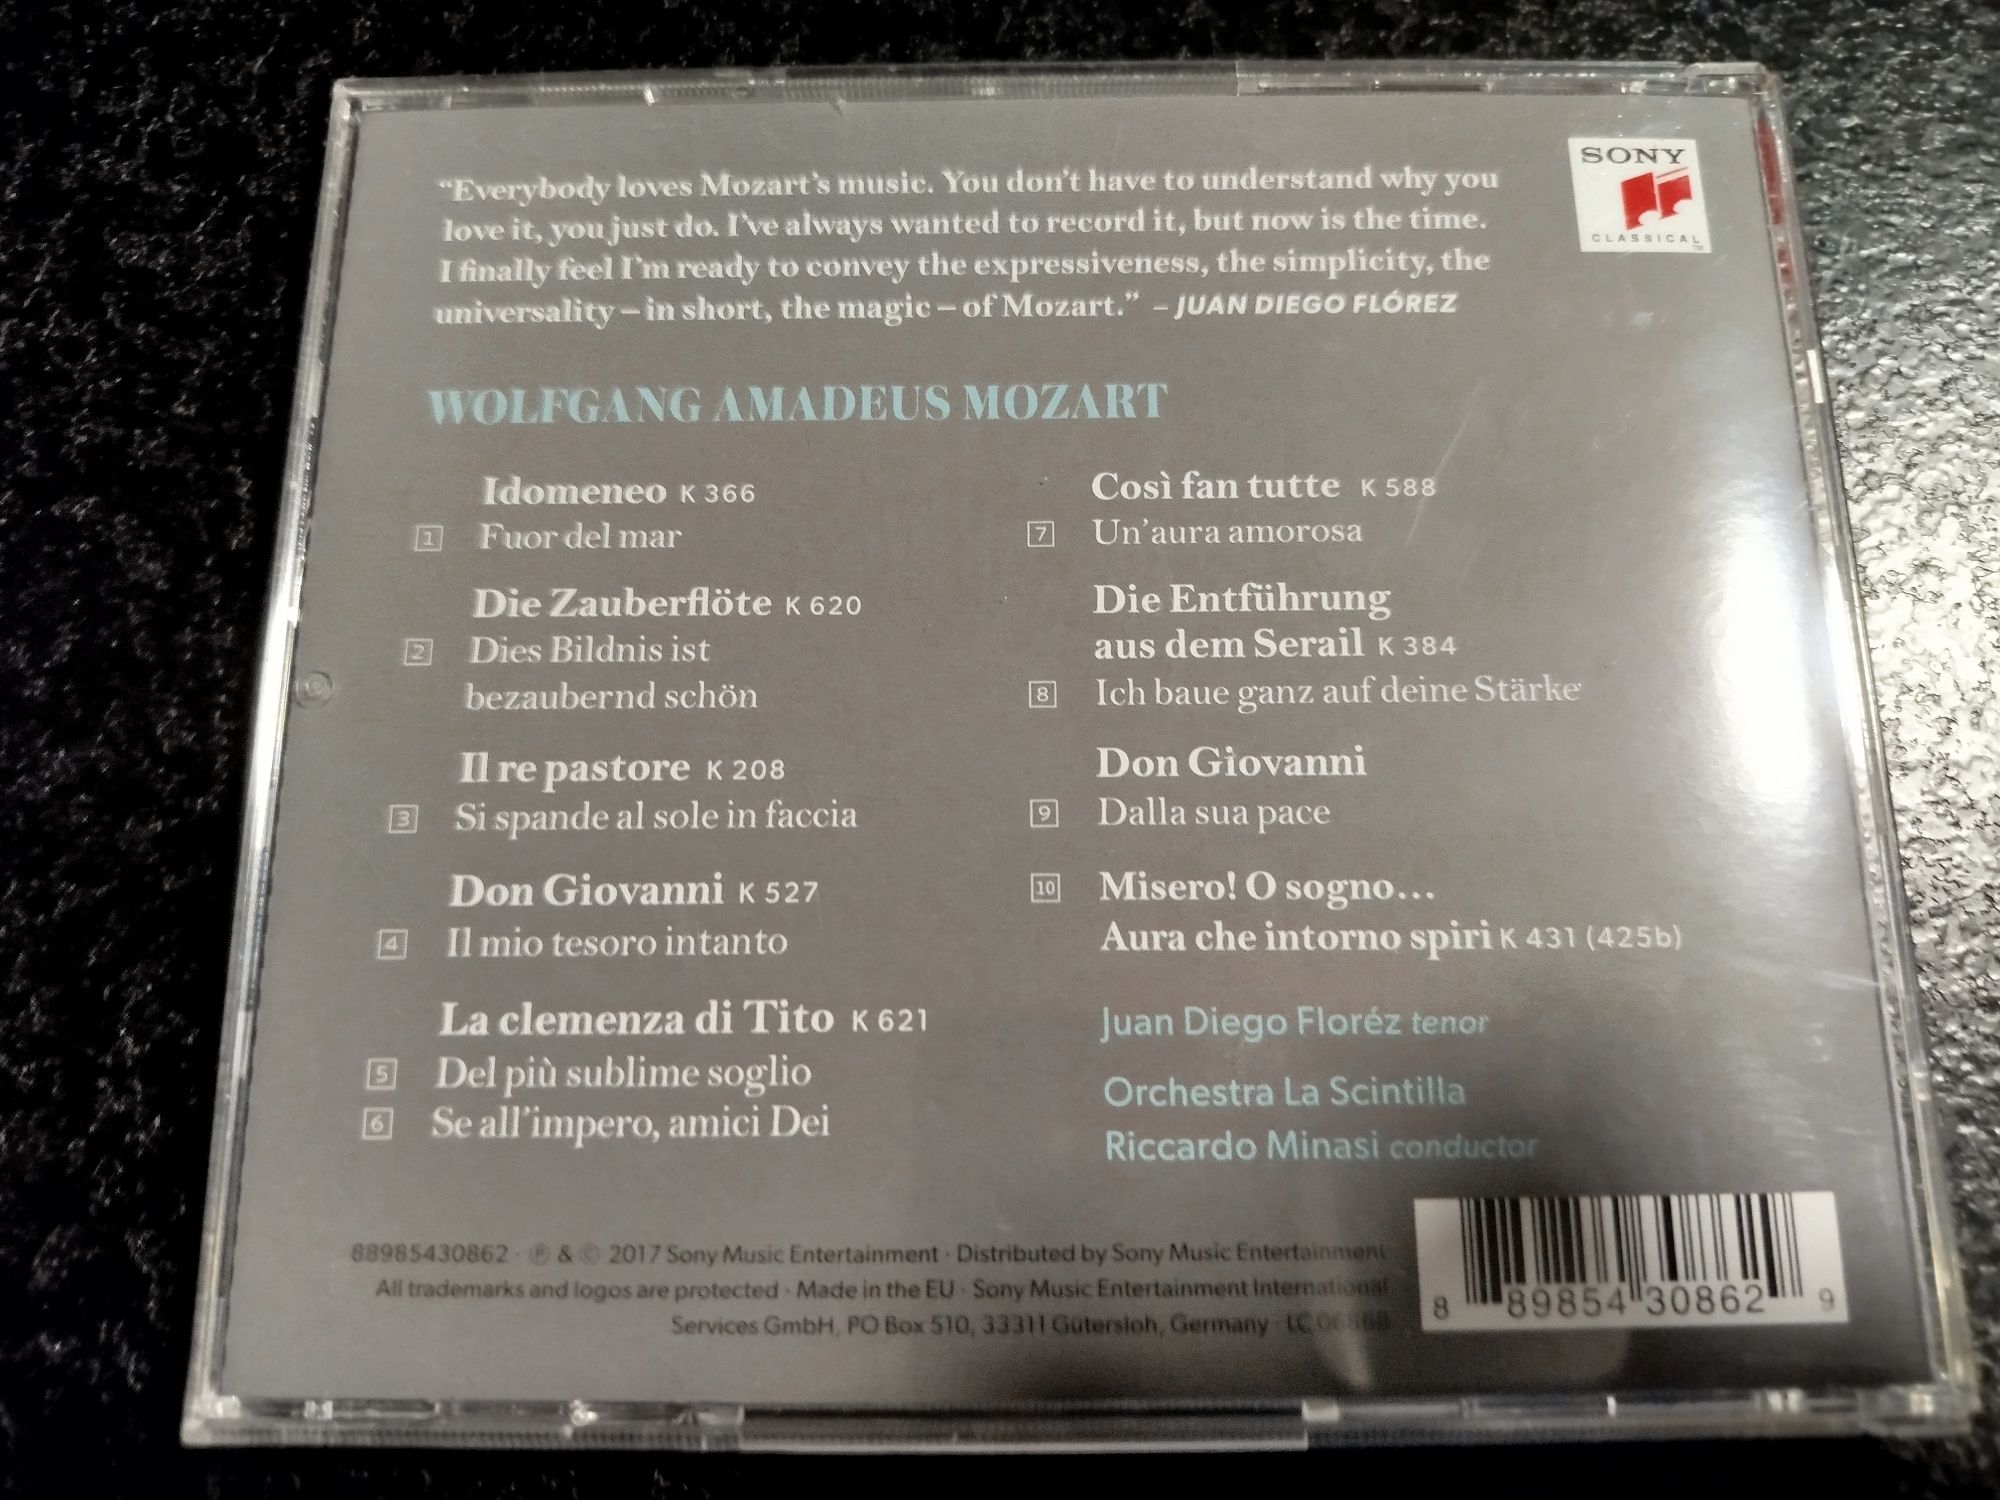 “Everybody loves Mozart’s music. You don’t have to understand why you
love it, you just do. I’ve always wanted to record it, but now is the time.
I finally feel I’m ready to convey the expressiveness, the simplicity, the
universality – in short, the magic – of Mozart.” – JUAN DIEGO FLÓREZ
SONY
CLASSICAL
TM
WOLFGANG AMADEUS MOZART
Idomeneo K 366
1 Fuor del mar
Die Zauberflöte K 620
2 Dies Bildnis ist
bezaubernd schön
Il re pastore K 208
3 Si spande al sole in faccia
Don Giovanni K 527
4 Il mio tesoro intanto
La clemenza di Tito K 621
5 Del più sublime soglio
6 Se all’impero, amici Dei
Così fan tutte K 588
7 Un’aura amorosa
Die Entführung
aus dem Serail K 384
8 Ich baue ganz auf deine Stärke
Don Giovanni
9 Dalla sua pace
10 Misero! O sogno…
Aura che intorno spiri K 431 (425b)
Juan Diego Floréz tenor
Orchestra La Scintilla
Riccardo Minasi conductor
88985430862 · ℗ & © 2017 Sony Music Entertainment · Distributed by Sony Music Entertainment
All trademarks and logos are protected · Made in the EU · Sony Music Entertainment International
Services GmbH, PO Box 510, 33311 Gütersloh, Germany · LC
8 89854 30862 9